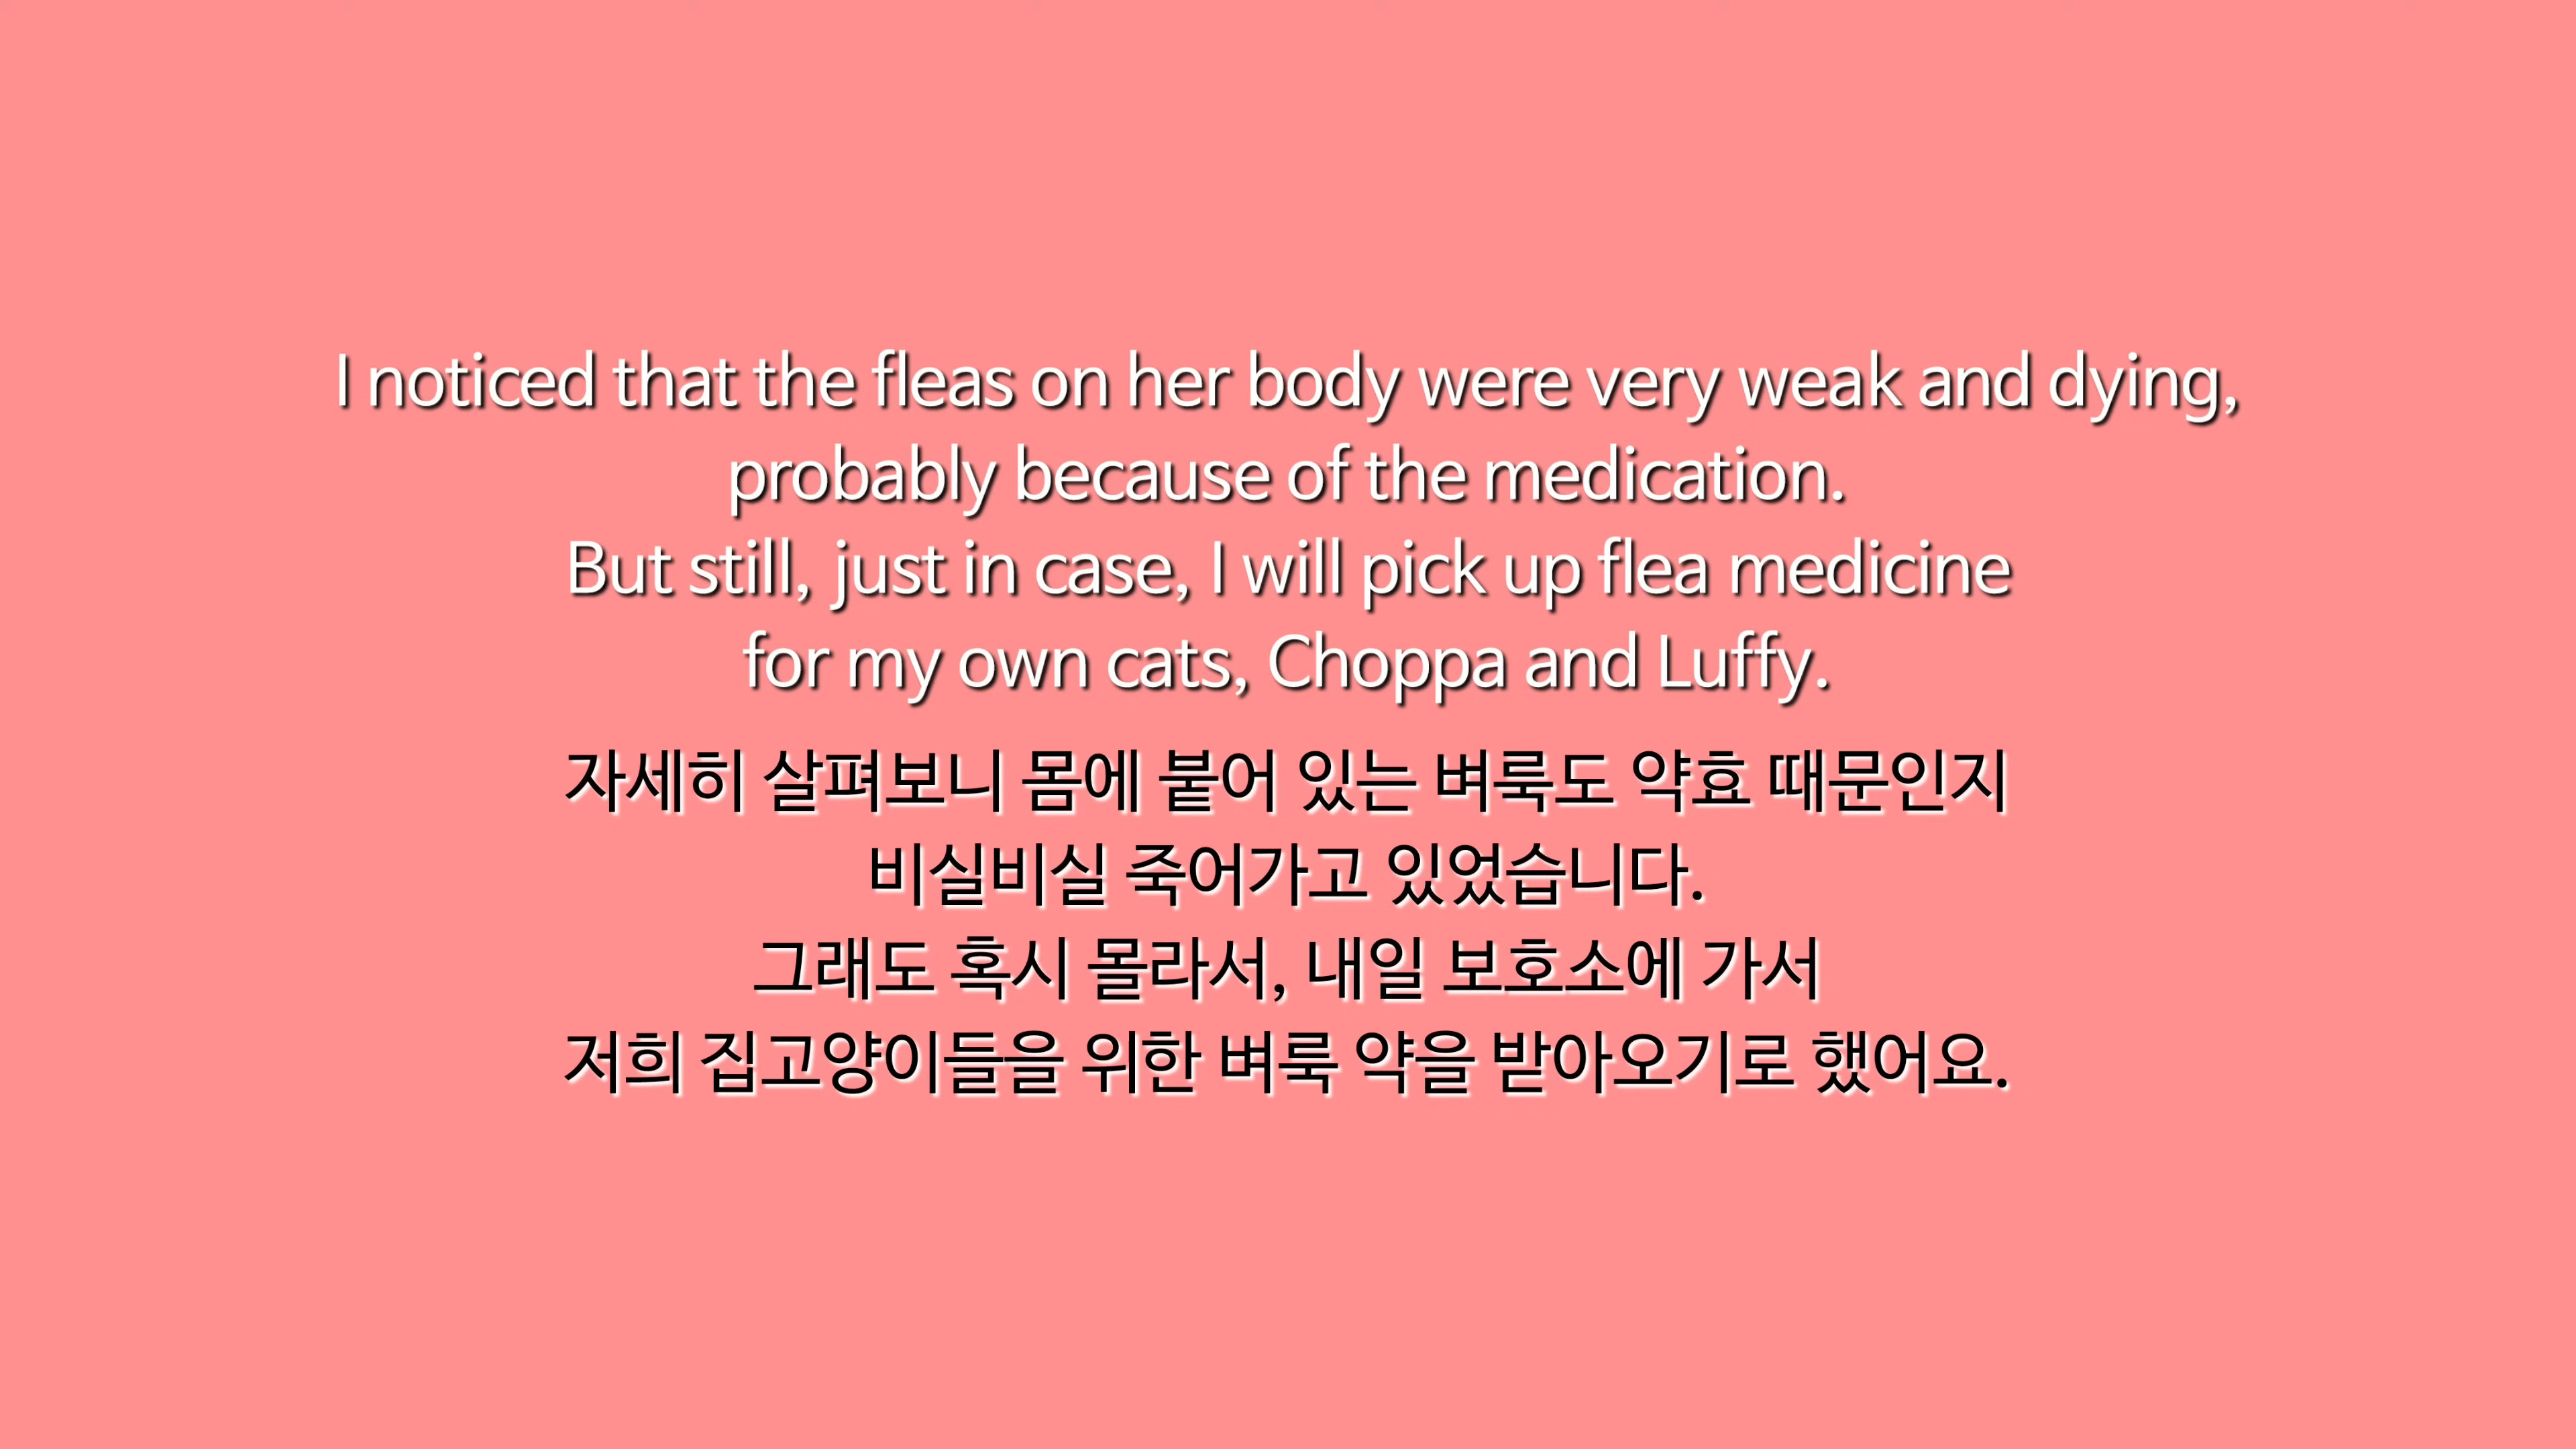 I noticed that the fleas on her body were very weak and dying,
probably because of the medication.
But still, just in case, I will pick up flea medicine
for my own cats, Choppa and Luffy.
자세히 살펴보니 몸에 붙어 있는 벼룩도 약효 때문인지
비실비실 죽어가고 있었습니다.
그래도 혹시 몰라서, 내일 보호소에 가서
저희 집고양이들을 위한 벼룩 약을 받아오기로 했어요.